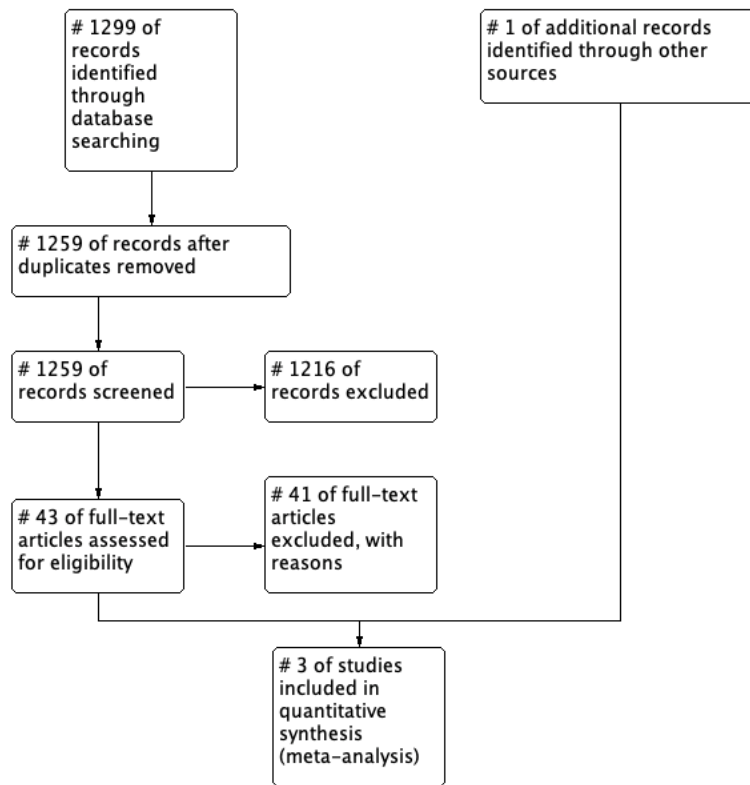 # 1299 of
records
identified
through
database
searching
# 1 of additional records
identified through other
sources
# 1259 of records after
duplicates removed
# 1259 of
records screened
# 1216 of
records excluded
# 43 of full-text
articles assessed
for eligibility
# 41 of full-text
articles
excluded, with
reasons
# 3 of studies
included in
quantitative
synthesis
(meta-analysis)